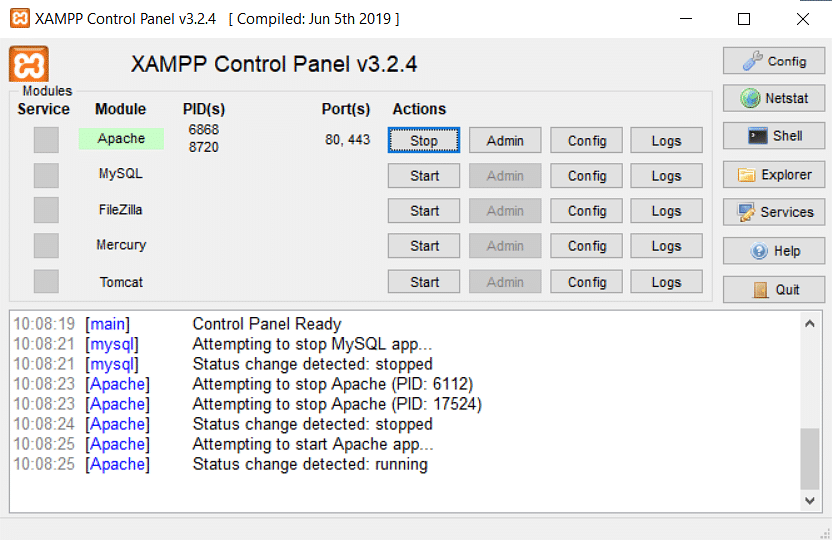 XAMPP Control Panel v3.2.4 [ Compiled: Jun 5th 2019 ]
XAMPP Control Panel v3.2.4
Config
Modules
Service Module PID(s) Port(s) Actions
Netstat
Apache 6868 8720 80, 443 Stop Admin Config Logs
Shell
MySQL Start Admin Config Logs
Explorer
FileZilla Start Admin Config Logs
Services
Mercury Start Admin Config Logs
Help
Tomcat Start Admin Config Logs
Quit
10:08:19 [main] Control Panel Ready
10:08:21 [mysql] Attempting to stop MySQL app...
10:08:21 [mysql] Status change detected: stopped
10:08:23 [Apache] Attempting to stop Apache (PID: 6112)
10:08:23 [Apache] Attempting to stop Apache (PID: 17524)
10:08:24 [Apache] Status change detected: stopped
10:08:25 [Apache] Attempting to start Apache app...
10:08:25 [Apache] Status change detected: running